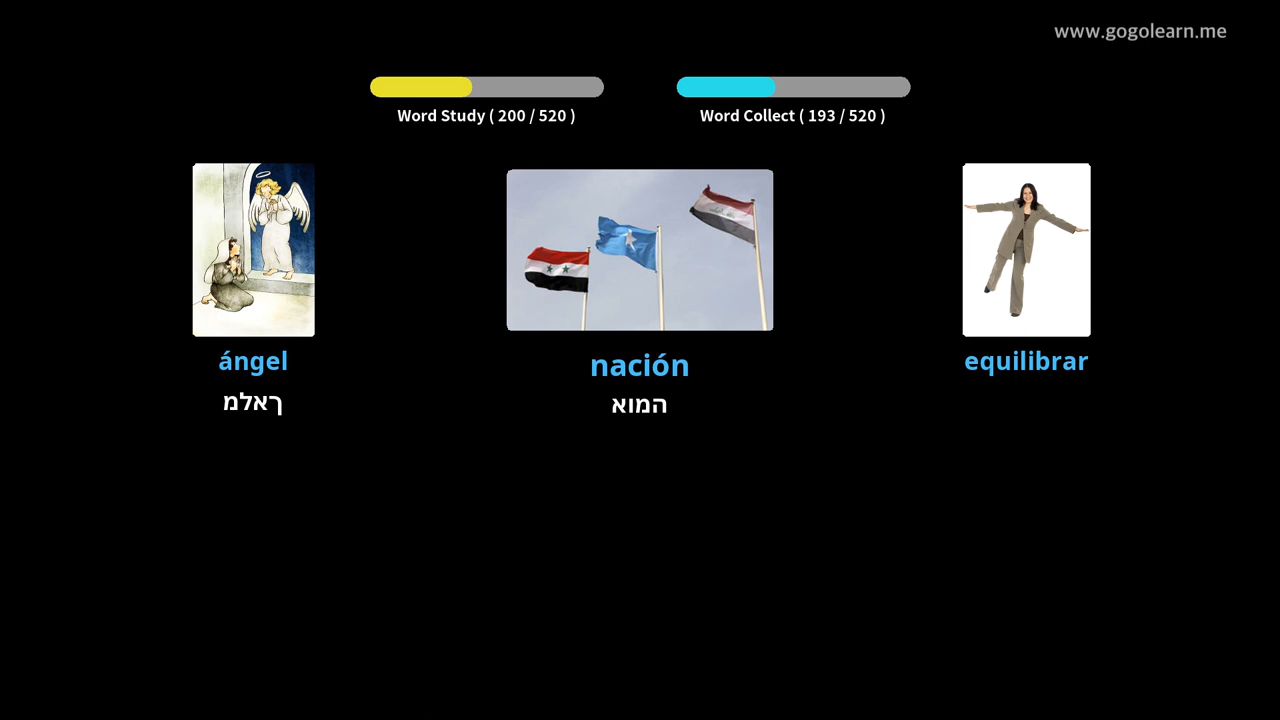 www.gogolearn.me
Word Study ( 200 / 520 )
Word Collect ( 193 / 520 )
ángel
ךאלמ
nación
המוא
equilibrar